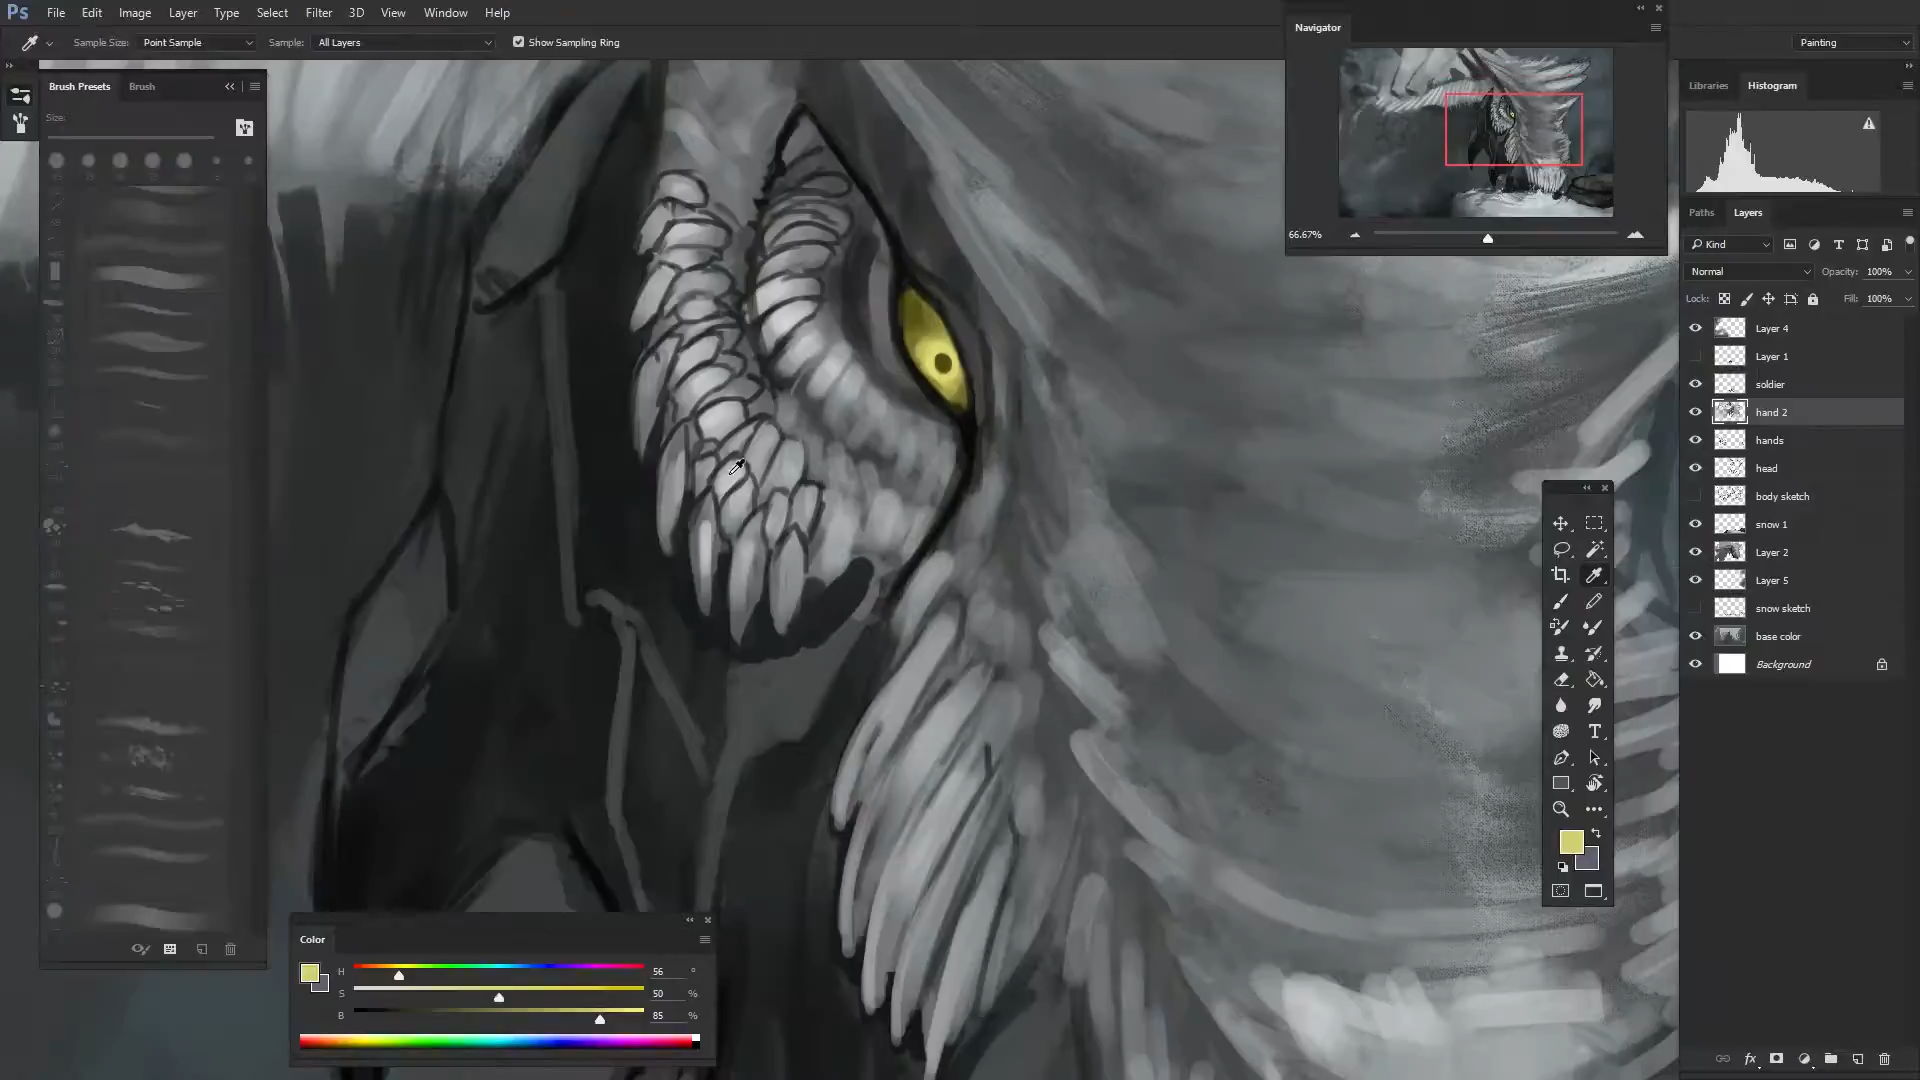 Ps File Edit Image Layer Type Select Filter 3D View Window Help
Sample Size: Point Sample Sample: All Layers Show Sampling Ring
Painting
Brush Presets Brush
Size:
Navigator
66.67%
Libraries Histogram
Paths Layers
Kind
Normal Opacity: 100%
Lock: Fill: 100%
Layer 4
Layer 1
soldier
hand 2
hands
head
body sketch
snow 1
Layer 2
Layer 5
snow sketch
base color
Background
Color
H 56 °
S 50 %
B 85 %
fx